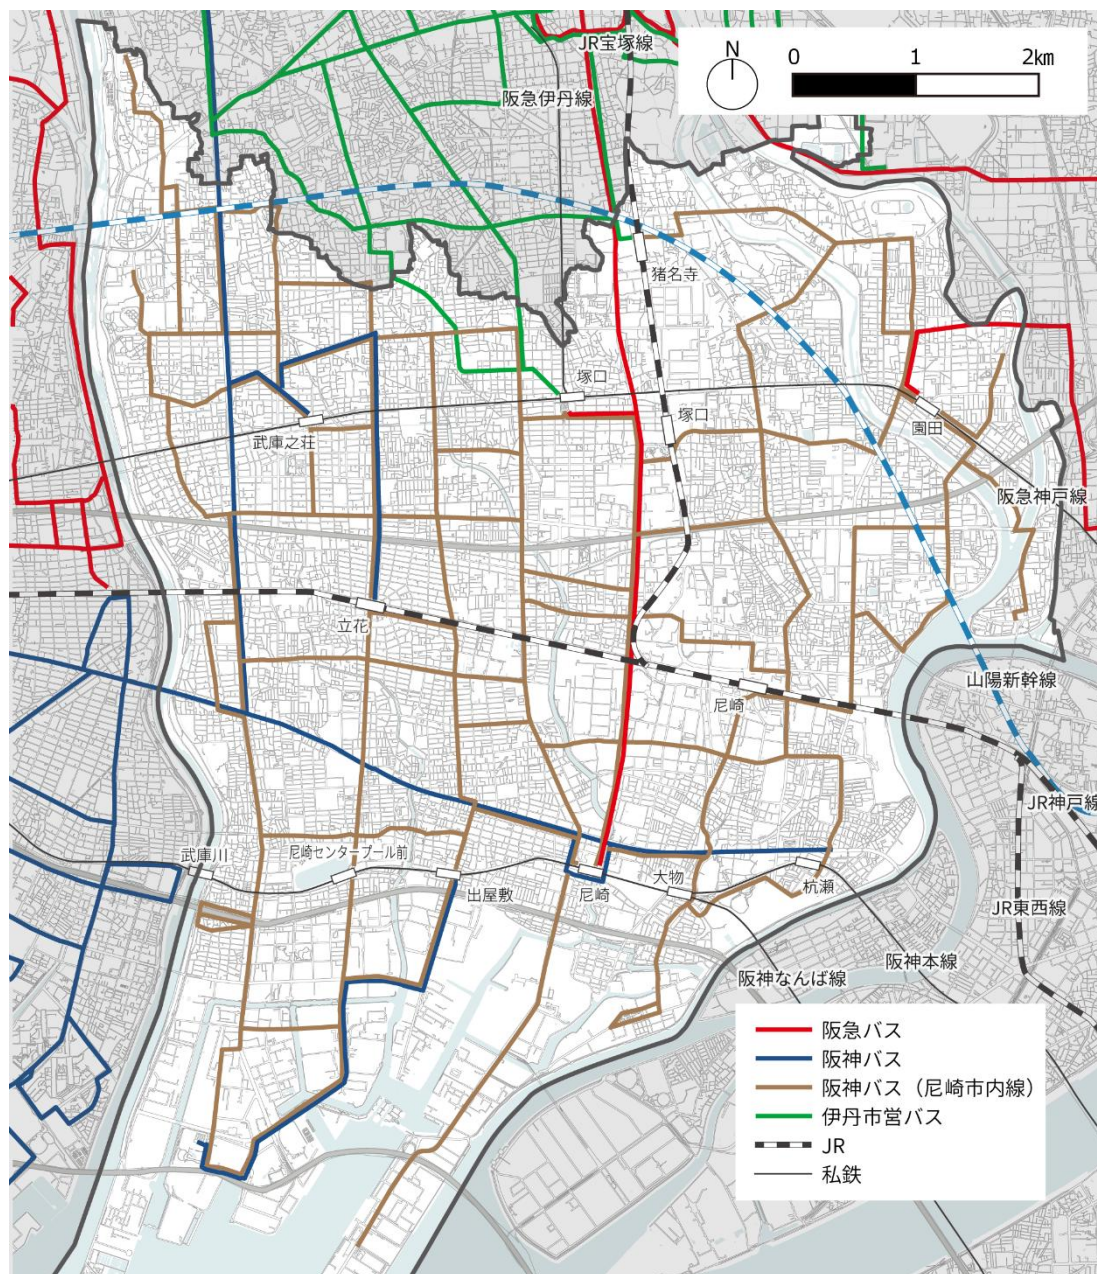 JR宝塚線
N
0
1
2km
阪急伊丹線
猪名寺
塚口
塚口
武庫之荘
園田
阪急神戸線
立花
山陽新幹線
尼崎
JR神戸線
武庫川
尼崎センタープール前
出屋敷
尼崎
大物
杭瀬
JR東西線
阪神本線
阪神なんば線
阪急バス
阪神バス
阪神バス（尼崎市内線）
伊丹市営バス
JR
私鉄